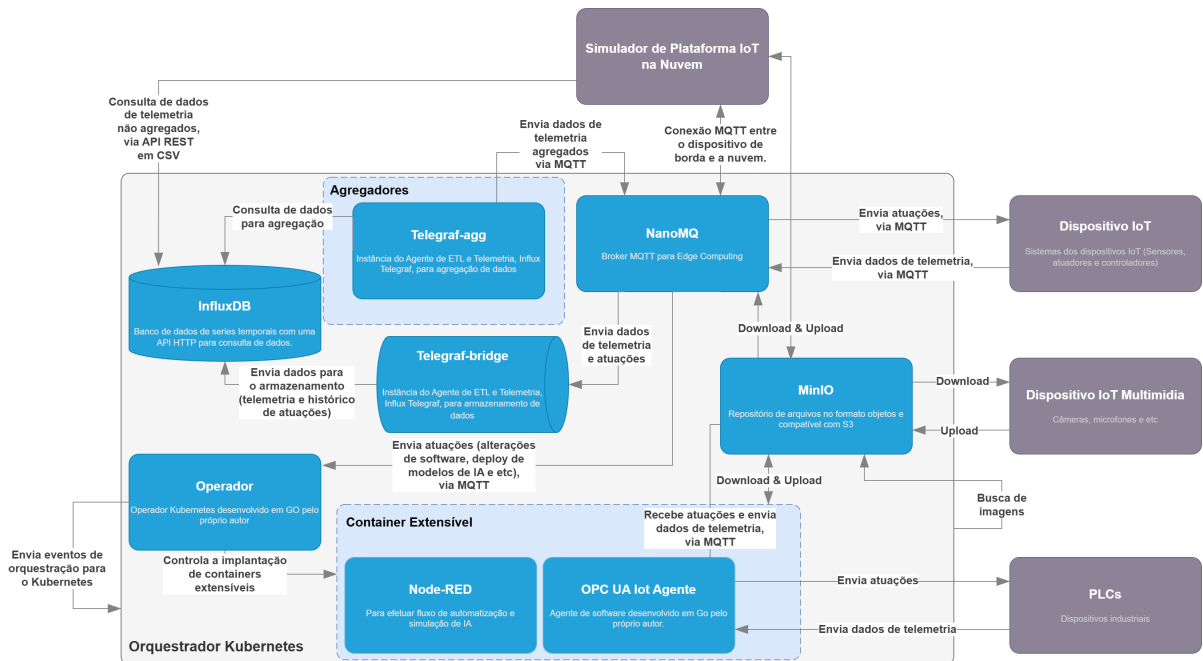 Simulador de Plataforma IoT
na Nuvem
Consulta de dados
de telemetria
não agregados,
via API REST
em CSV
Envia dados de
telemetria
agregados
via MQTT
Conexão MQTT entre
o dispositivo de
borda e a nuvem.
Agregadores
Consulta de dados
para agregação
Telegraf-agg
Instância do Agente de ETL e Telemetria, Influx
Telegraf, para agregação de dados
NanoMQ
Broker MQTT para Edge Computing
Envia atuações,
via MQTT
Envia dados de telemetria,
via MQTT
Dispositivo IoT
Sistemas dos dispositivos IoT (Sensores,
atuadores e controladores)
InfluxDB
Banco de dados de series temporais com uma
API HTTP para consulta de dados.
Envia dados
de telemetria
e atuações
Download & Upload
Telegraf-bridge
Instância do Agente de ETL e Telemetria,
Influx Telegraf, para armazenamento de
dados
Envia dados para
o armazenamento
(telemetria e histórico
de atuações)
MinIO
Repositório de arquivos no formato objetos e
compatível com S3
Download
Upload
Dispositivo IoT Multimidia
Câmeras, microfones e etc
Envia atuações (alterações
de software, deploy de
modelos de IA e etc),
via MQTT
Download & Upload
Operador
Operador Kubernetes desenvolvido em GO pelo
próprio autor
Busca de
imagens
Container Extensível
Recebe atuações e envia
dados de telemetria,
via MQTT
Envia eventos de
orquestração para
o Kubernetes
Controla a implantação
de containers
extensíveis
Node-RED
Para efetuar fluxo de automatização e
simulação de IA
OPC UA Iot Agente
Agente de software desenvolvido em Go pelo
próprio autor.
Envia atuações
Envia dados de telemetria
PLCs
Dispositivos industriais
Orquestrador Kubernetes